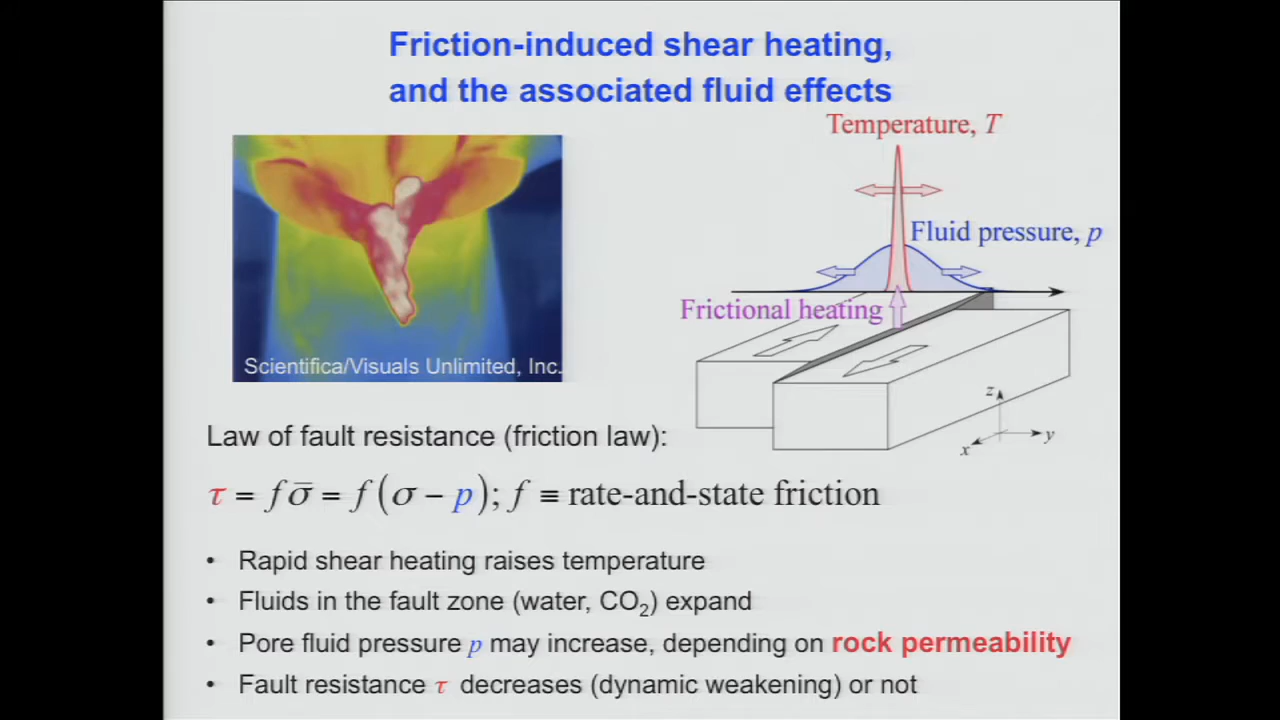 Friction-induced shear heating,
and the associated fluid effects
Temperature, T
Fluid pressure, p
Frictional heating
Scientifica/Visuals Unlimited, Inc.
z
y
x
Law of fault resistance (friction law):
τ = f σ̄ = f (σ − p); f ≡ rate-and-state friction
• Rapid shear heating raises temperature
• Fluids in the fault zone (water, CO₂) expand
• Pore fluid pressure p may increase, depending on rock permeability
• Fault resistance τ decreases (dynamic weakening) or not